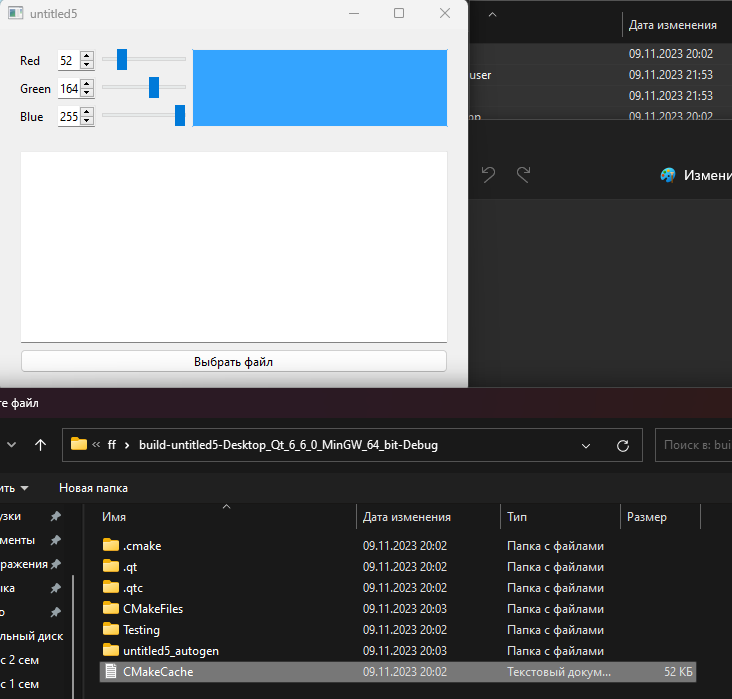 untitled5
Дата изменения
Red 52
09.11.2023 20:02
user 09.11.2023 21:53
Green 164
09.11.2023 21:53
Blue 255
09.11.2023 20:02
Измени
Выбрать файл
те файл
ff build-untitled5-Desktop_Qt_6_6_0_MinGW_64_bit-Debug
Поиск в: bui
ить Новая папка
Имя Дата изменения Тип Размер
узки
.cmake 09.11.2023 20:02 Папка с файлами
менты
.qt 09.11.2023 20:02 Папка с файлами
ражения
.qtc 09.11.2023 20:02 Папка с файлами
ыка
CMakeFiles 09.11.2023 20:03 Папка с файлами
о
Testing 09.11.2023 20:02 Папка с файлами
льный диск
untitled5_autogen 09.11.2023 20:03 Папка с файлами
с 2 сем
CMakeCache 09.11.2023 20:02 Текстовый докум... 52 КБ
с 1 сем